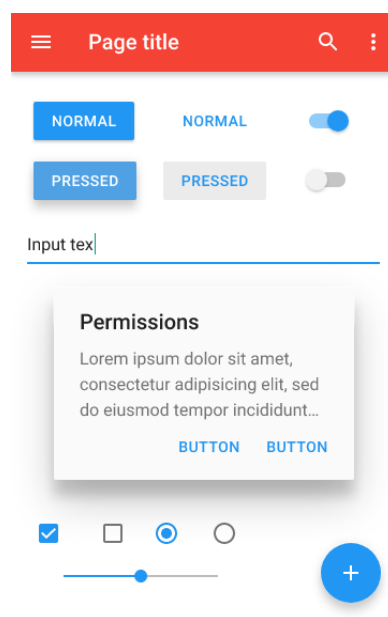 Page title
NORMAL NORMAL
PRESSED PRESSED
Input tex
Permissions
Lorem ipsum dolor sit amet,
consectetur adipisicing elit, sed
do eiusmod tempor incididunt…
BUTTON BUTTON